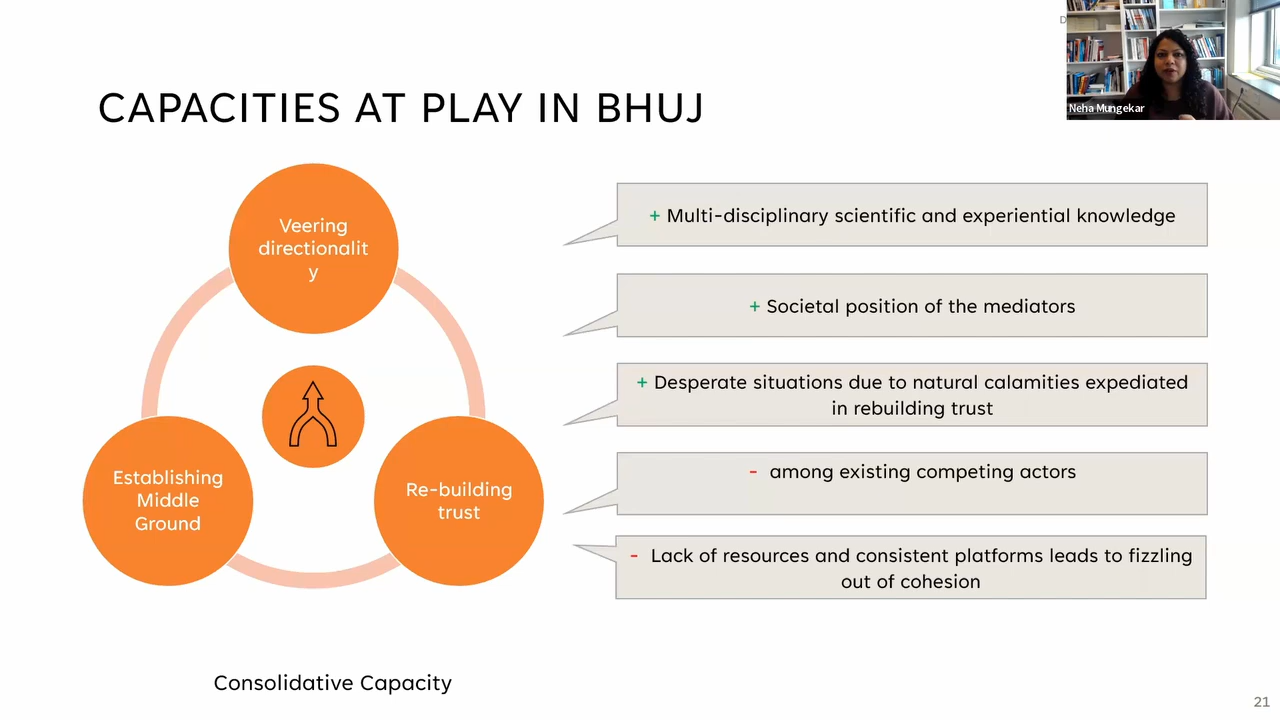 D
Neha Mungekar
CAPACITIES AT PLAY IN BHUJ
Veering
directionalit
y
Establishing
Middle
Ground
Re-building
trust
Consolidative Capacity
+ Multi-disciplinary scientific and experiential knowledge
+ Societal position of the mediators
+ Desperate situations due to natural calamities expediated
in rebuilding trust
- among existing competing actors
- Lack of resources and consistent platforms leads to fizzling
out of cohesion
21